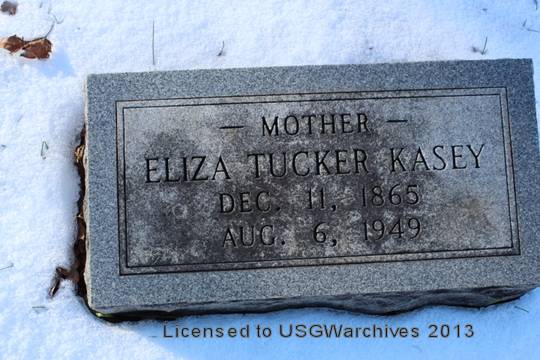 — MOTHER —
ELIZA TUCKER KASEY
DEC. 11, 1865
AUG. 6, 1949
Licensed to USGWarchives 2013